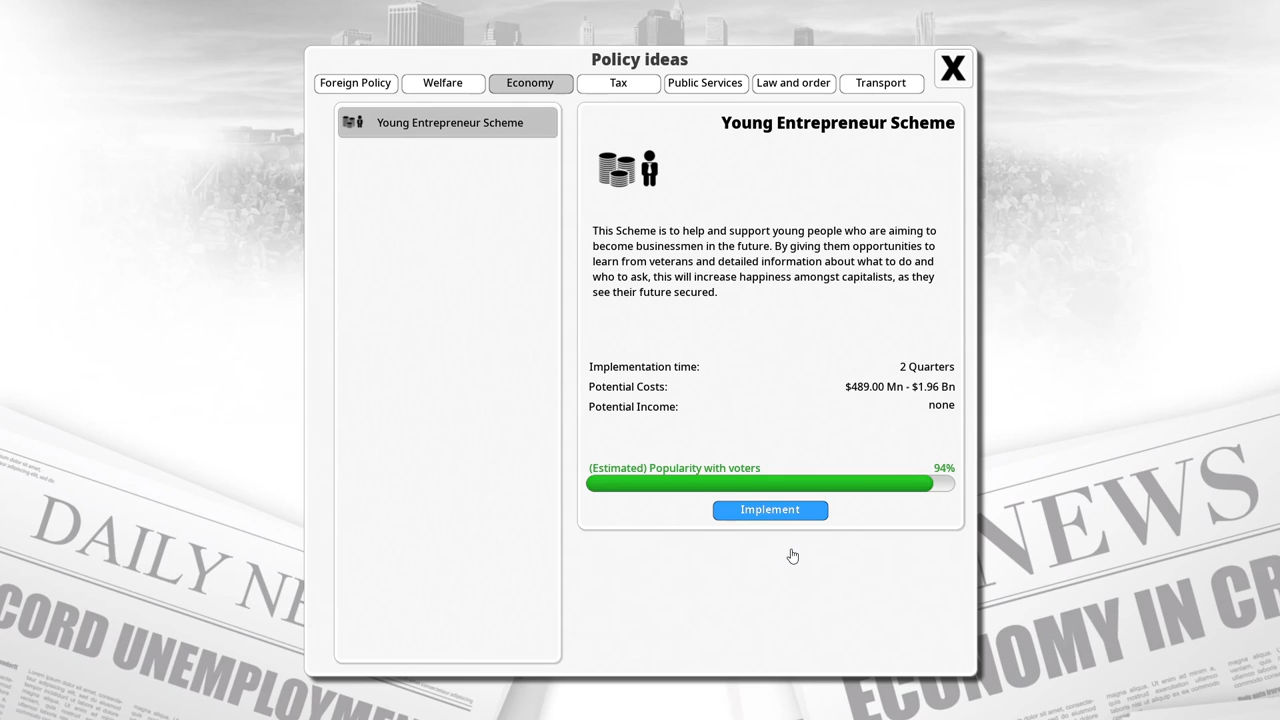 Policy ideas
X
Foreign Policy
Welfare
Economy
Tax
Public Services
Law and order
Transport
Young Entrepreneur Scheme
Young Entrepreneur Scheme
This Scheme is to help and support young people who are aiming to
become businessmen in the future. By giving them opportunities to
learn from veterans and detailed information about what to do and
who to ask, this will increase happiness amongst capitalists, as they
see their future secured.
Implementation time: 2 Quarters
Potential Costs: $489.00 Mn - $1.96 Bn
Potential Income: none
(Estimated) Popularity with voters 94%
Implement
DAILY NE
CORD UNEMPLOYME
NEWS
ECONOMY IN CR